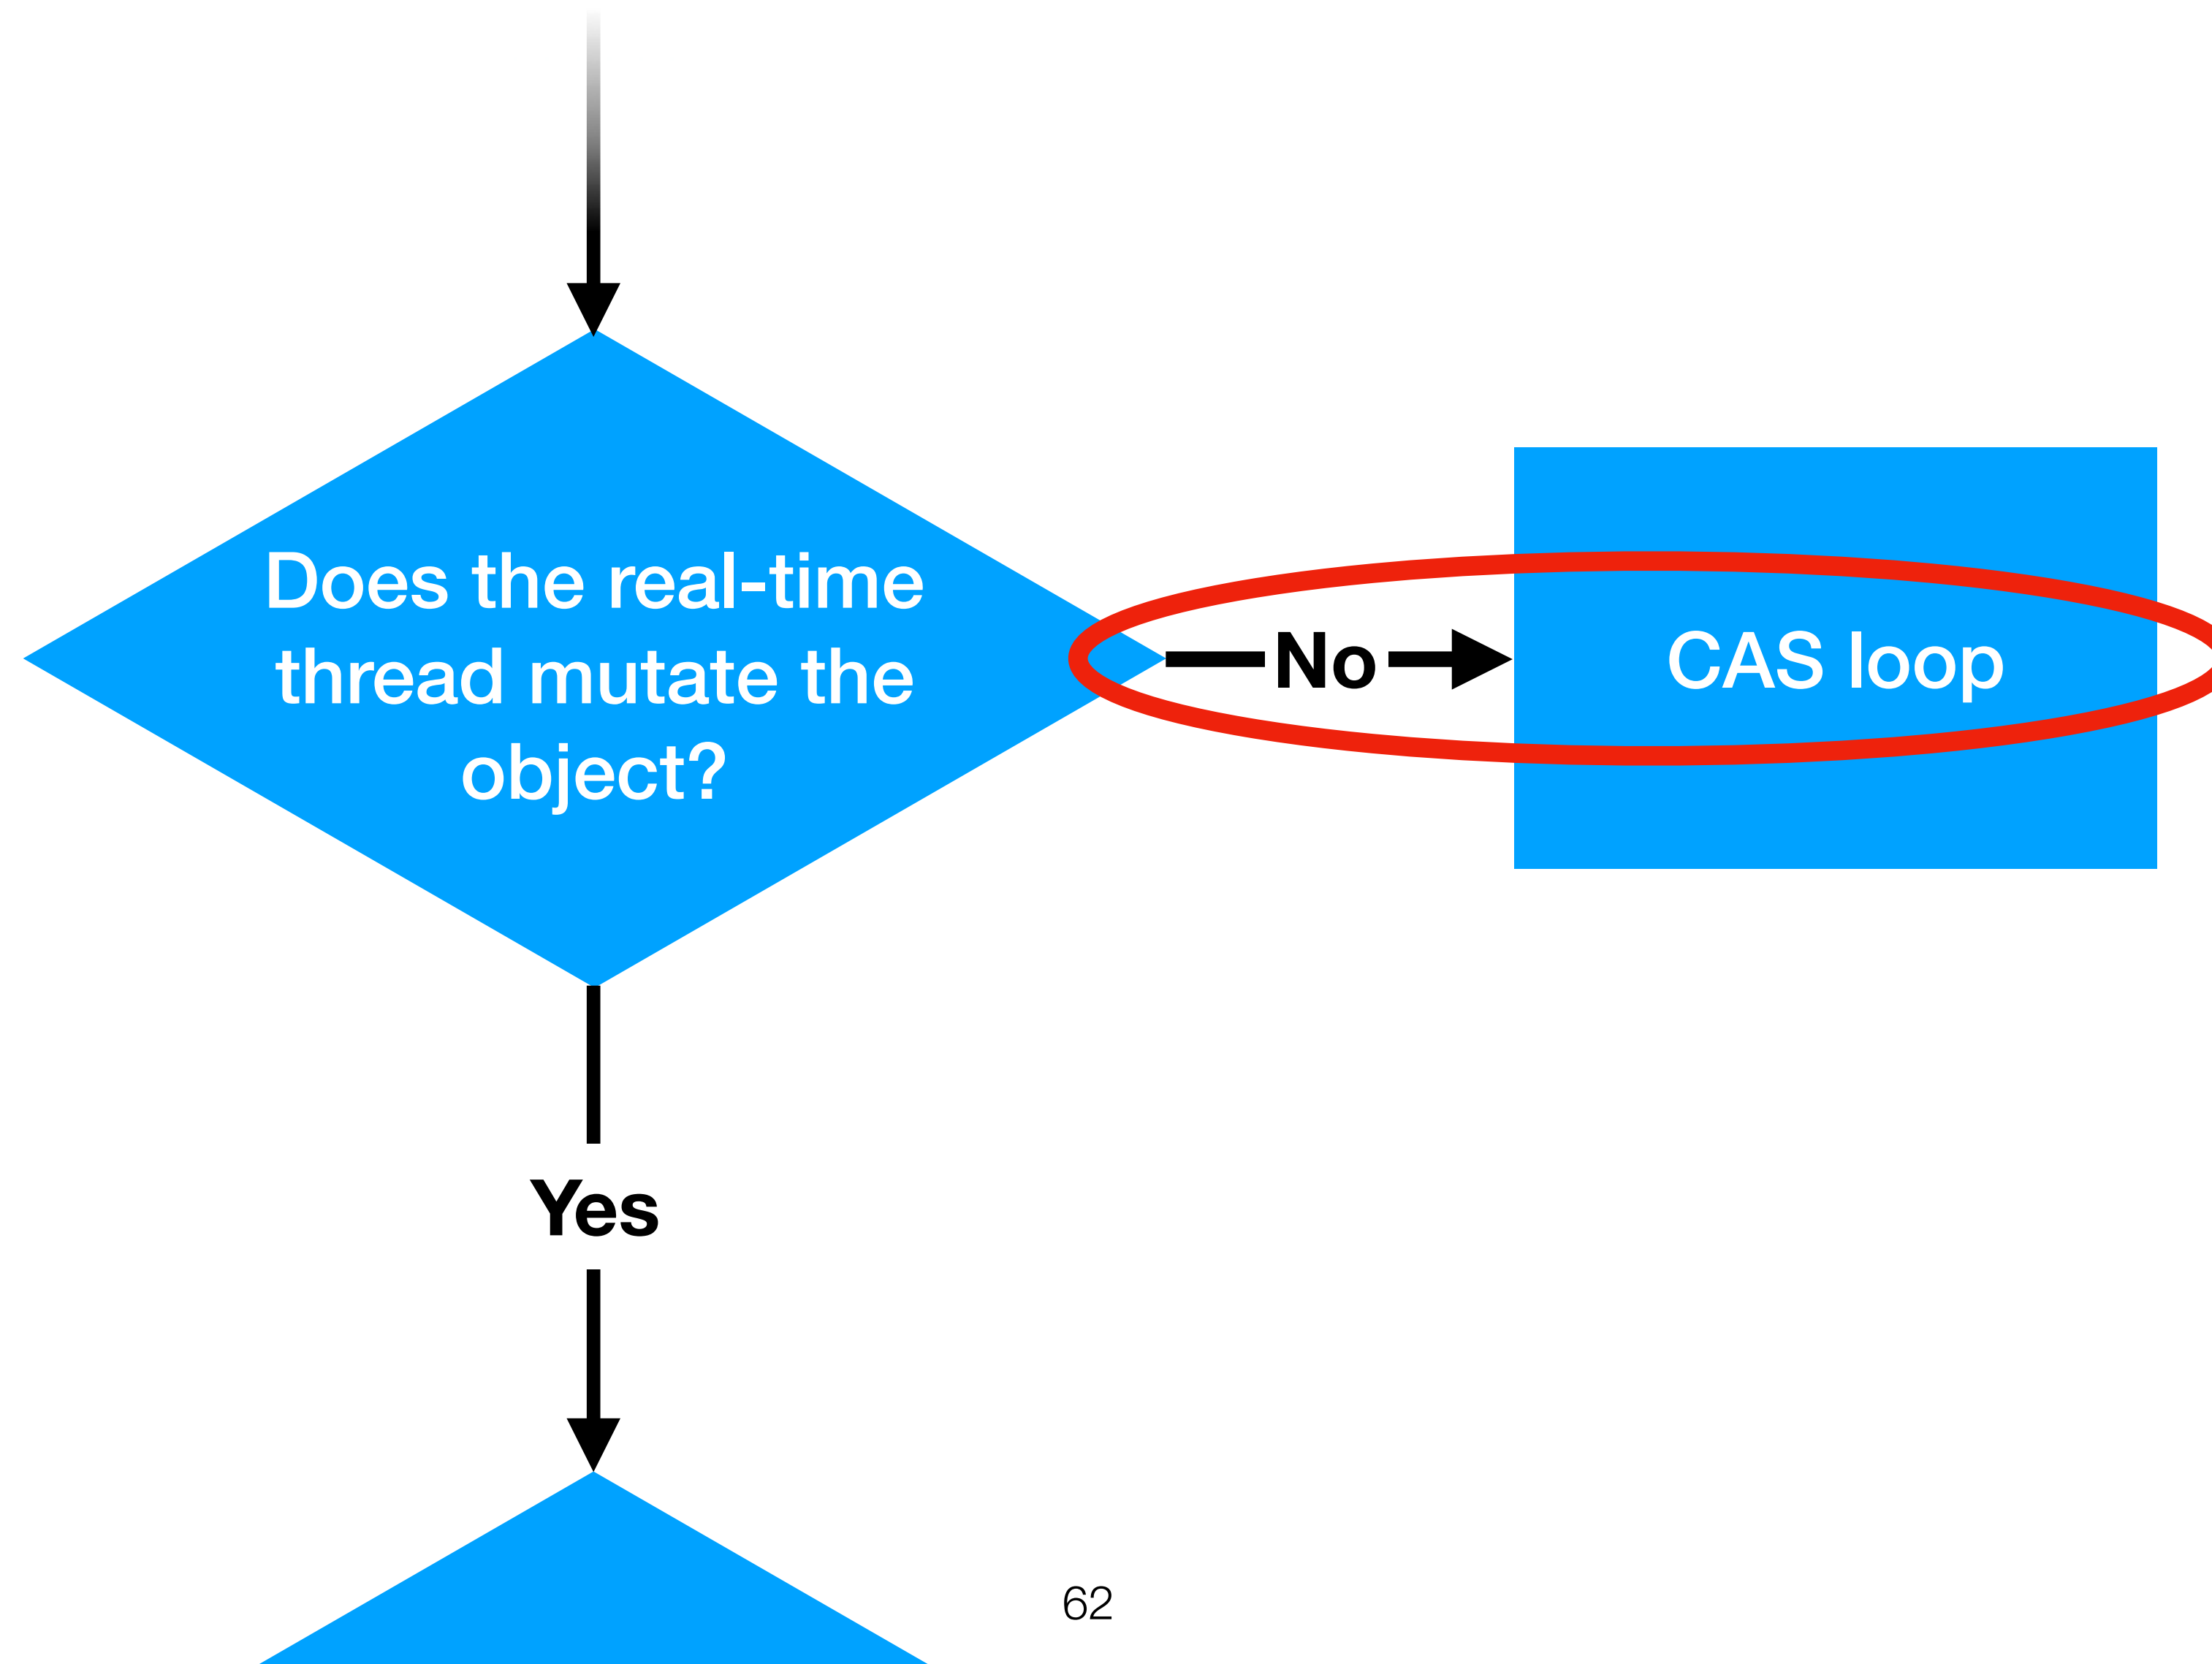 Does the real-time
thread mutate the
object?
No
CAS loop
Yes
62